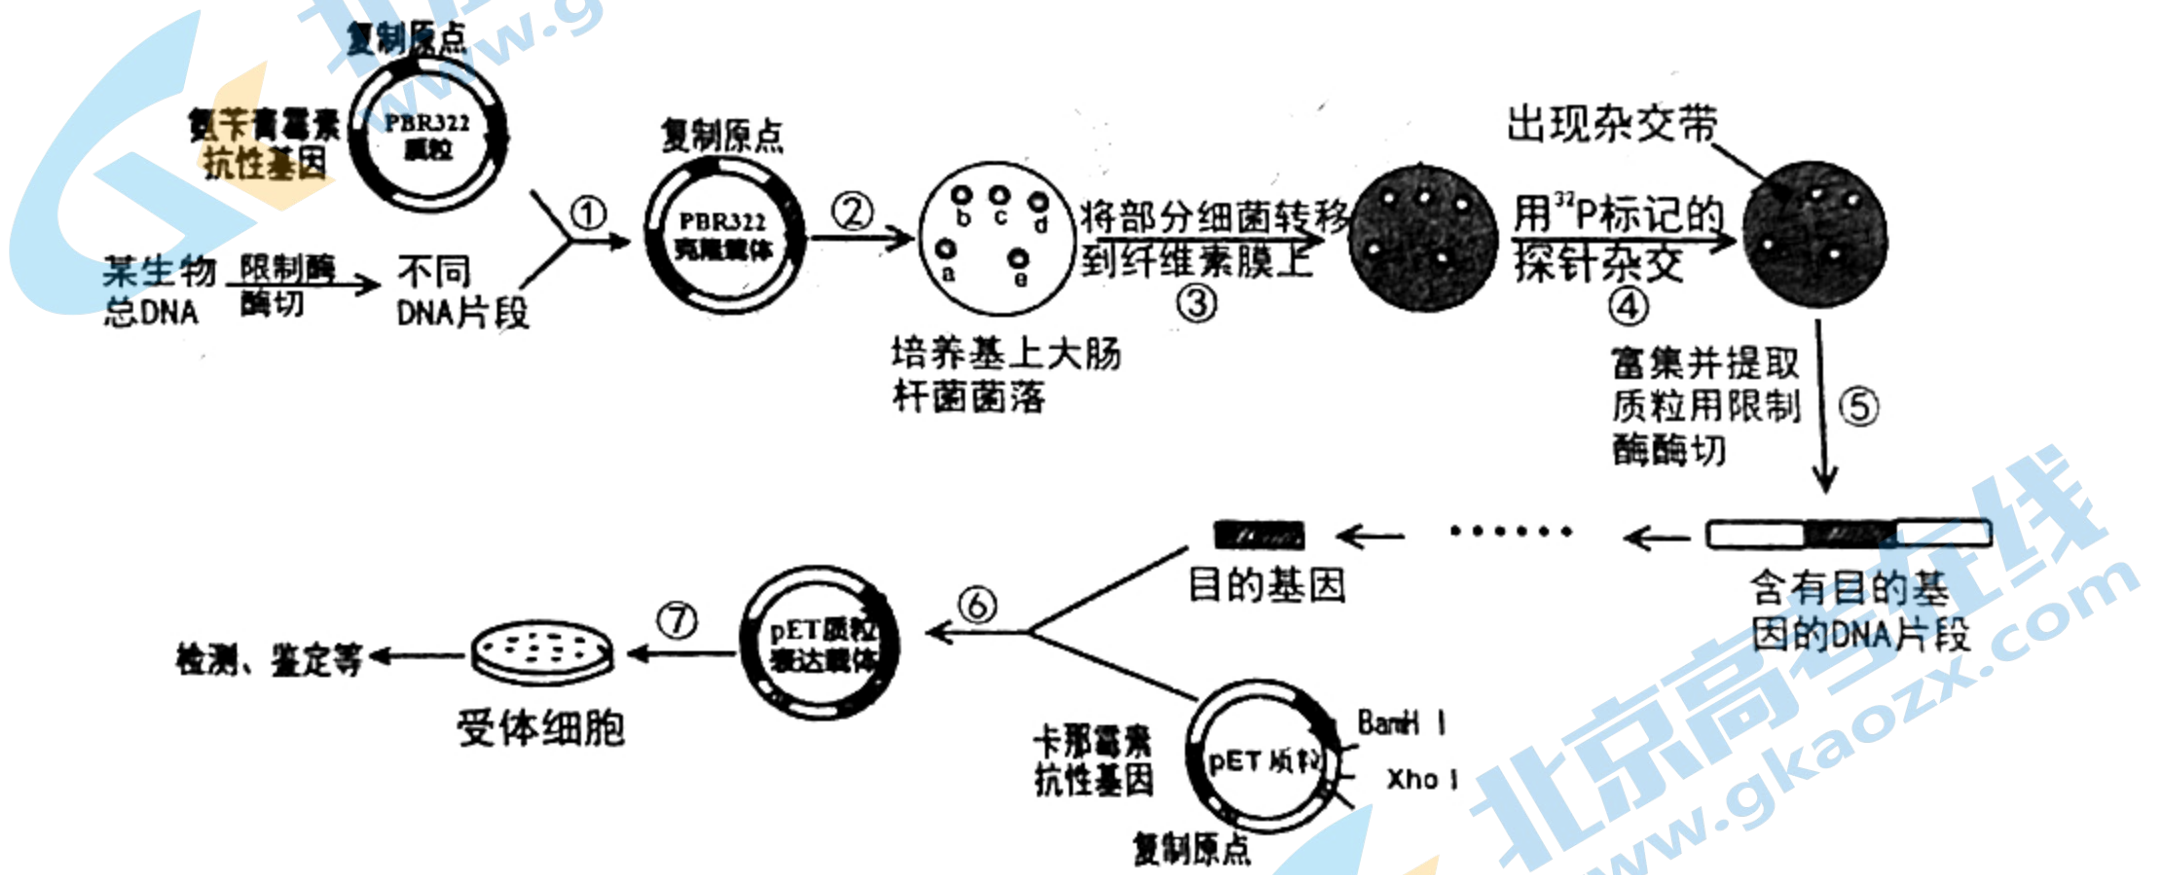 复制原点
氨苄青霉素
抗性基因
PBR322
质粒
某生物
总DNA
限制酶
酶切
不同
DNA片段
①
复制原点
PBR322
克隆载体
②
b c d
a e
培养基上大肠
杆菌菌落
将部分细菌转移
到纤维素膜上
③
出现杂交带
用³²P标记的
探针杂交
④
富集并提取
质粒用限制
酶酶切
⑤
含有目的基
因的DNA片段
······
目的基因
⑥
卡那霉素
抗性基因
pET质粒
BamH I
Xho I
复制原点
pET质粒
表达载体
⑦
受体细胞
检测、鉴定等
www.g
北京高考在线
www.gkaozx.com